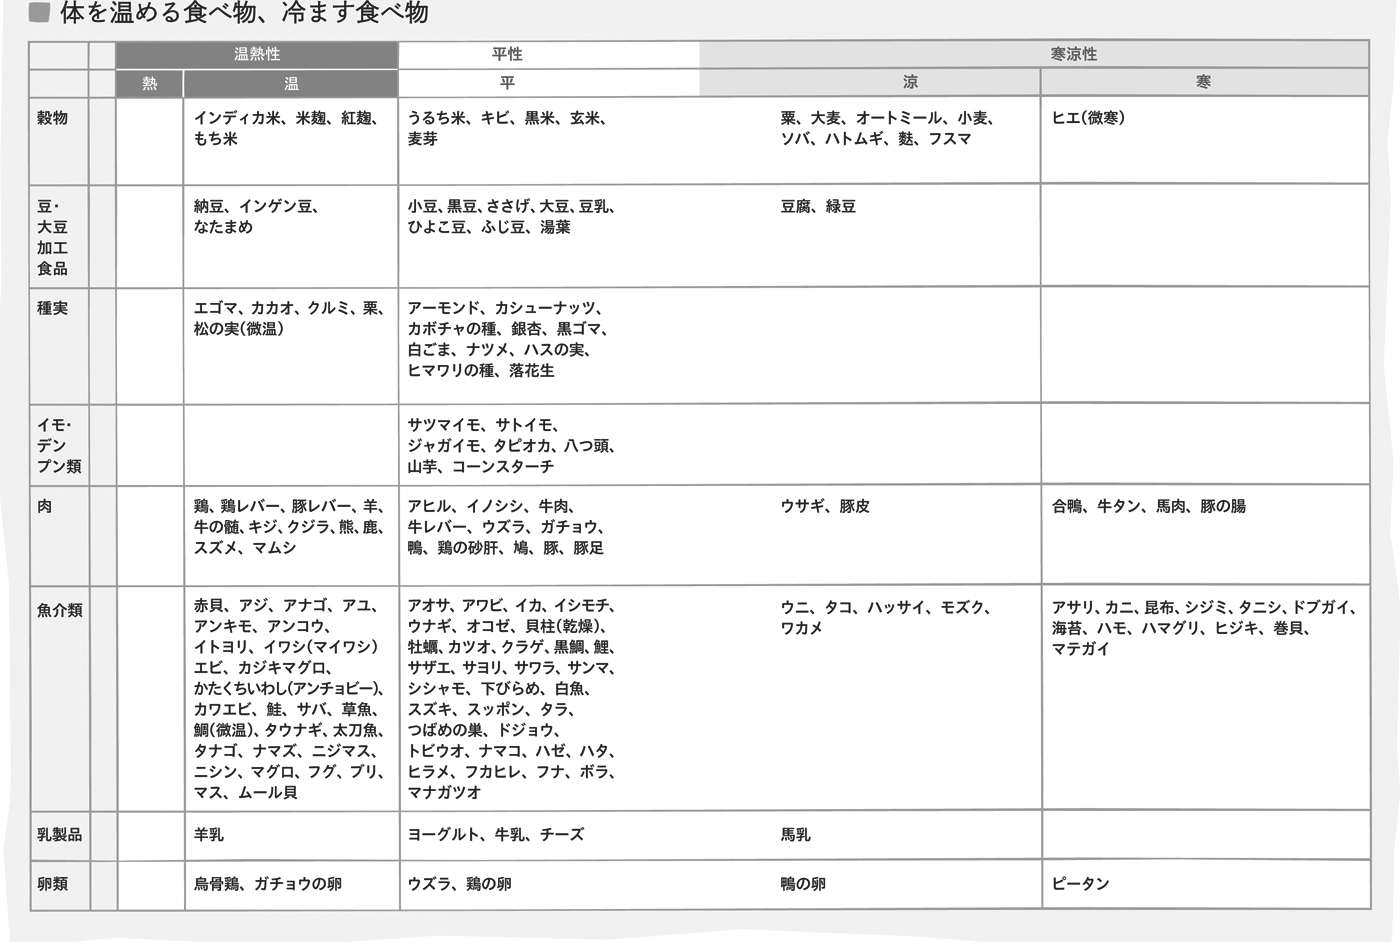 体を温める食べ物、冷ます食べ物
温熱性 平性 寒涼性
熱 温 平 涼 寒
穀物
インディカ米、米麹、紅麹、
もち米
うるち米、キビ、黒米、玄米、
麦芽
粟、大麦、オートミール、小麦、
ソバ、ハトムギ、麩、フスマ
ヒエ(微寒)
豆・
大豆
加工
食品
納豆、インゲン豆、
なたまめ
小豆、黒豆、ささげ、大豆、豆乳、
ひよこ豆、ふじ豆、湯葉
豆腐、緑豆
種実
エゴマ、カカオ、クルミ、栗、
松の実(微温)
アーモンド、カシューナッツ、
カボチャの種、銀杏、黒ゴマ、
白ごま、ナツメ、ハスの実、
ヒマワリの種、落花生
イモ・
デン
プン類
サツマイモ、サトイモ、
ジャガイモ、タピオカ、八つ頭、
山芋、コーンスターチ
肉
鶏、鶏レバー、豚レバー、羊、
牛の髄、キジ、クジラ、熊、鹿、
スズメ、マムシ
アヒル、イノシシ、牛肉、
牛レバー、ウズラ、ガチョウ、
鴨、鶏の砂肝、鳩、豚、豚足
ウサギ、豚皮
合鴨、牛タン、馬肉、豚の腸
魚介類
赤貝、アジ、アナゴ、アユ、
アンキモ、アンコウ、
イトヨリ、イワシ(マイワシ)
エビ、カジキマグロ、
かたくちいわし(アンチョビー)、
カワエビ、鮭、サバ、草魚、
鯛(微温)、タウナギ、太刀魚、
タナゴ、ナマズ、ニジマス、
ニシン、マグロ、フグ、ブリ、
マス、ムール貝
アオサ、アワビ、イカ、イシモチ、
ウナギ、オコゼ、貝柱(乾燥)、
牡蠣、カツオ、クラゲ、黒鯛、鯉、
サザエ、サヨリ、サワラ、サンマ、
シシャモ、下びらめ、白魚、
スズキ、スッポン、タラ、
つばめの巣、ドジョウ、
トビウオ、ナマコ、ハゼ、ハタ、
ヒラメ、フカヒレ、フナ、ボラ、
マナガツオ
ウニ、タコ、ハッサイ、モズク、
ワカメ
アサリ、カニ、昆布、シジミ、タニシ、ドブガイ、
海苔、ハモ、ハマグリ、ヒジキ、巻貝、
マテガイ
乳製品
羊乳
ヨーグルト、牛乳、チーズ
馬乳
卵類
烏骨鶏、ガチョウの卵
ウズラ、鶏の卵
鴨の卵
ピータン